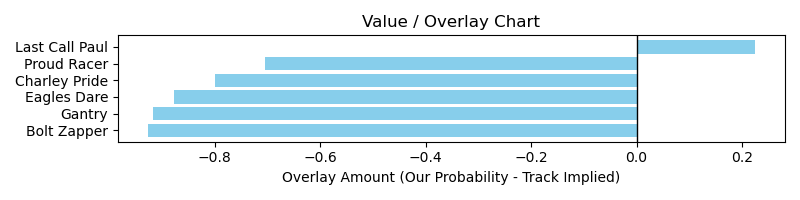 Value / Overlay Chart
Last Call Paul
Proud Racer
Charley Pride
Eagles Dare
Gantry
Bolt Zapper
−0.8 −0.6 −0.4 −0.2 0.0 0.2
Overlay Amount (Our Probability - Track Implied)